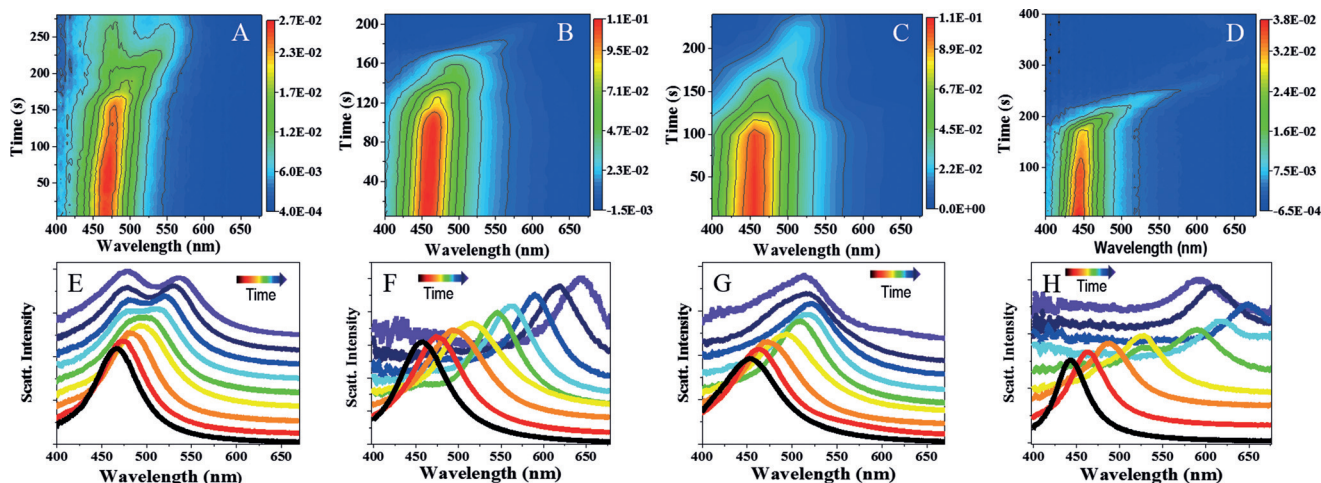 A
Time (s)
250
200
150
100
50
400 450 500 550 600 650
Wavelength (nm)
2.7E-02
2.3E-02
1.7E-02
1.2E-02
6.9E-03
4.0E-04
B
Time (s)
200
160
120
80
40
400 450 500 550 600 650
Wavelength (nm)
1.1E-01
9.5E-02
7.1E-02
4.7E-02
2.3E-02
-1.5E-03
C
Time (s)
200
150
100
50
400 450 500 550 600 650
Wavelength (nm)
1.1E-01
8.9E-02
6.7E-02
4.5E-02
2.2E-02
0.0E+00
D
Time (s)
400
300
200
100
400 450 500 550 600 650
Wavelength (nm)
3.8E-02
3.2E-02
2.4E-02
1.6E-02
7.5E-03
-6.5E-04
E
Time
Scatt. Intensity
400 450 500 550 600 650
Wavelength (nm)
F
Time
Scatt. Intensity
400 450 500 550 600 650
Wavelength (nm)
G
Time
Scatt. Intensity
400 450 500 550 600 650
Wavelength (nm)
H
Time
Scatt. Intensity
400 450 500 550 600 650
Wavelength (nm)